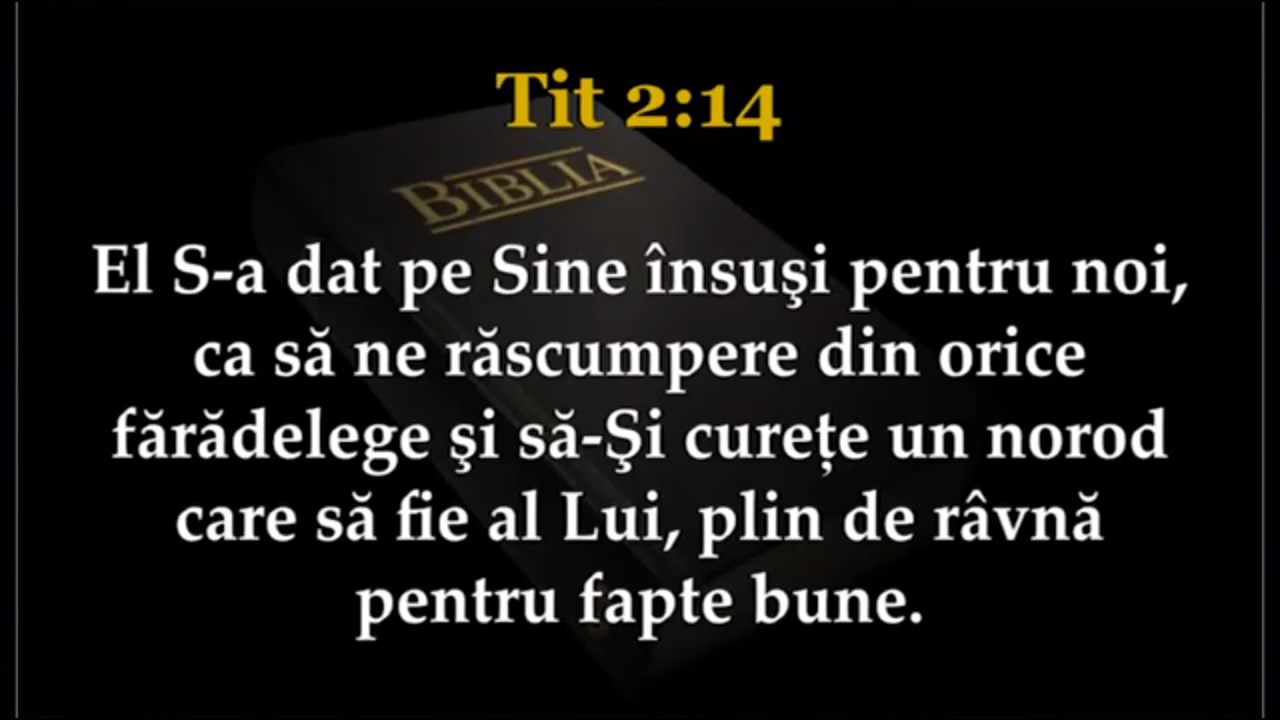 Tit 2:14
BIBLIA
El S-a dat pe Sine însuşi pentru noi,
ca să ne răscumpere din orice
fărădelege şi să-Şi curețe un norod
care să fie al Lui, plin de râvnă
pentru fapte bune.